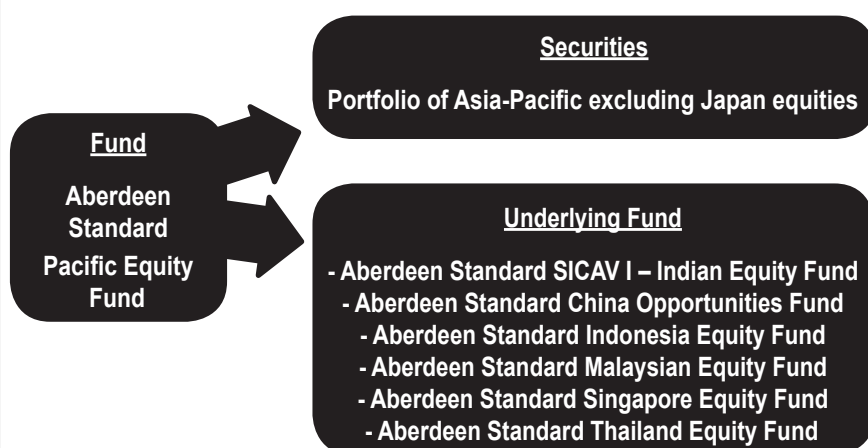 Securities
Portfolio of Asia-Pacific excluding Japan equities
Fund
Aberdeen
Standard
Pacific Equity
Fund
Underlying Fund
- Aberdeen Standard SICAV I – Indian Equity Fund
- Aberdeen Standard China Opportunities Fund
- Aberdeen Standard Indonesia Equity Fund
- Aberdeen Standard Malaysian Equity Fund
- Aberdeen Standard Singapore Equity Fund
- Aberdeen Standard Thailand Equity Fund